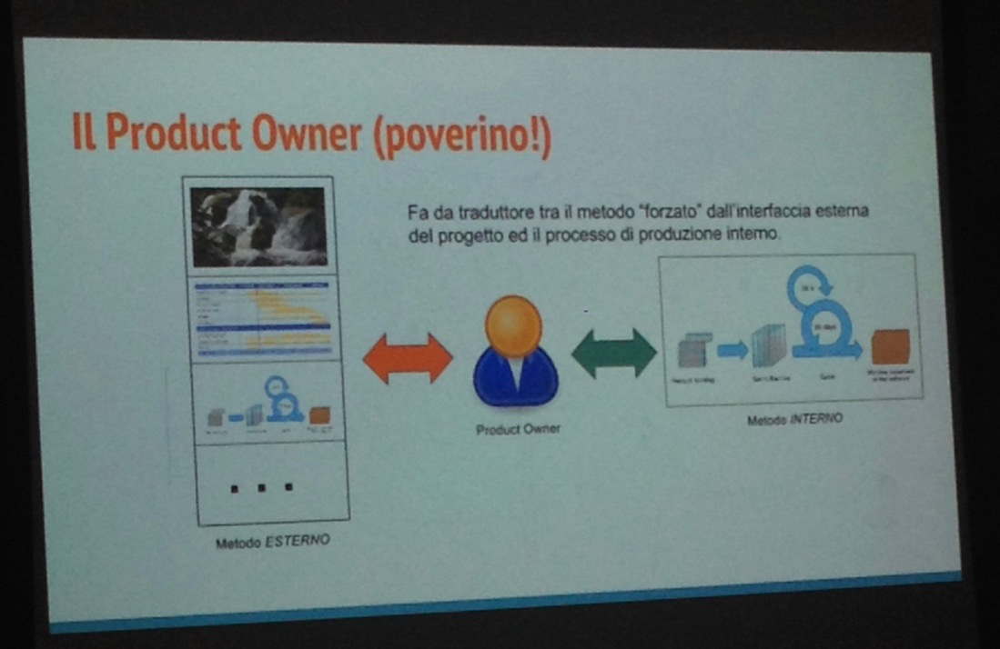 Il Product Owner (poverino!)
Fa da traduttore tra il metodo "forzato" dall'interfaccia esterna
del progetto ed il processo di produzione interno.
Product Owner
Metodo INTERNO
Metodo ESTERNO